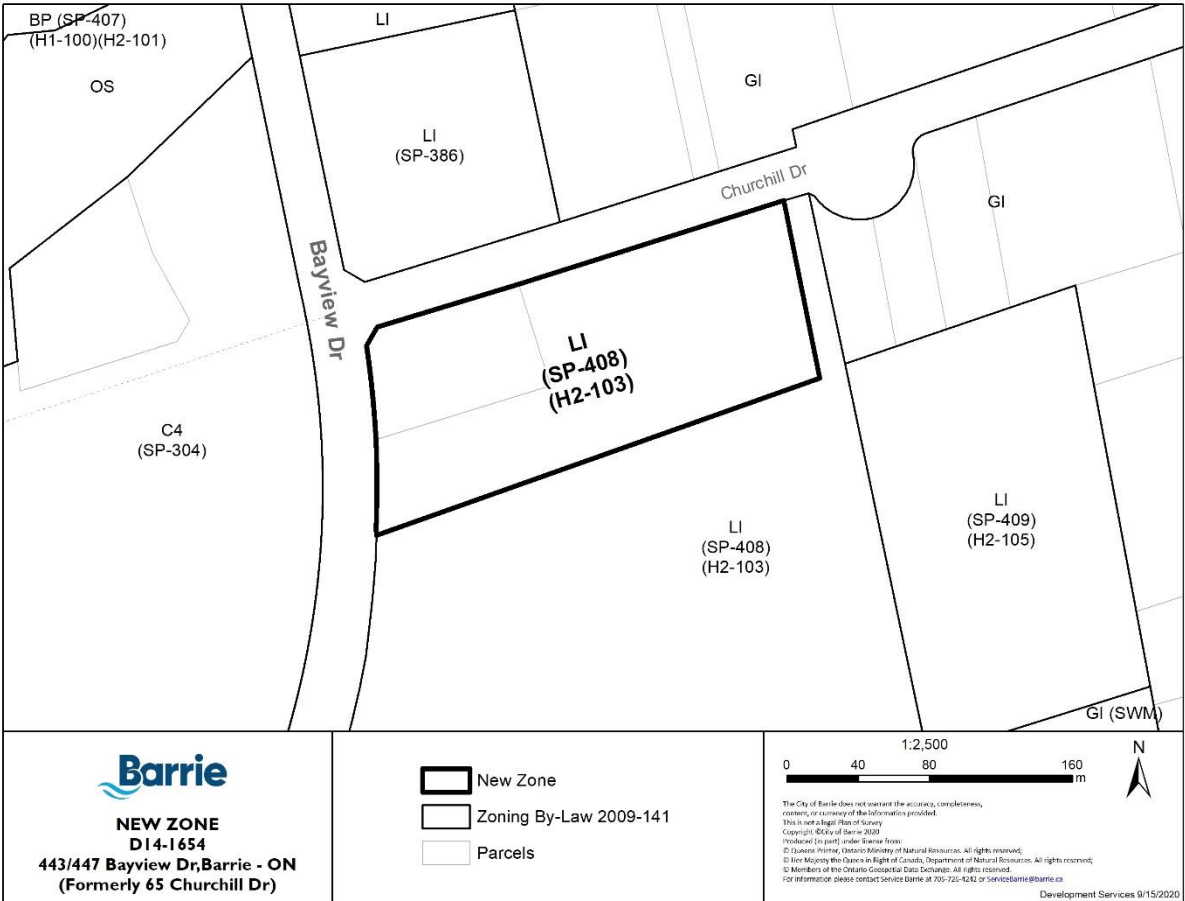 BP (SP-407)
(H1-100)(H2-101)
OS
LI
LI
(SP-386)
GI
Churchill Dr
GI
Bayview Dr
LI
(SP-408)
(H2-103)
C4
(SP-304)
LI
(SP-408)
(H2-103)
LI
(SP-409)
(H2-105)
GI (SWM)
Barrie
NEW ZONE
D14-1654
443/447 Bayview Dr,Barrie - ON
(Formerly 65 Churchill Dr)
New Zone
Zoning By-Law 2009-141
Parcels
1:2,500
0 40 80 160
m
N
The City of Barrie does not warrant the accuracy, completeness,
content, or currency of the information provided.
This is not a legal Plan of Survey
Copyright ©City of Barrie 2020
Produced (in part) under license from:
© Queens Printer, Ontario Ministry of Natural Resources. All rights reserved;
© Her Majesty the Queen in Right of Canada, Department of Natural Resources. All rights reserved;
© Members of the Ontario Geospatial Data Exchange. All rights reserved.
For information please contact Service Barrie at 705-726-4242 or ServiceBarrie@barrie.ca
Development Services 9/15/2020